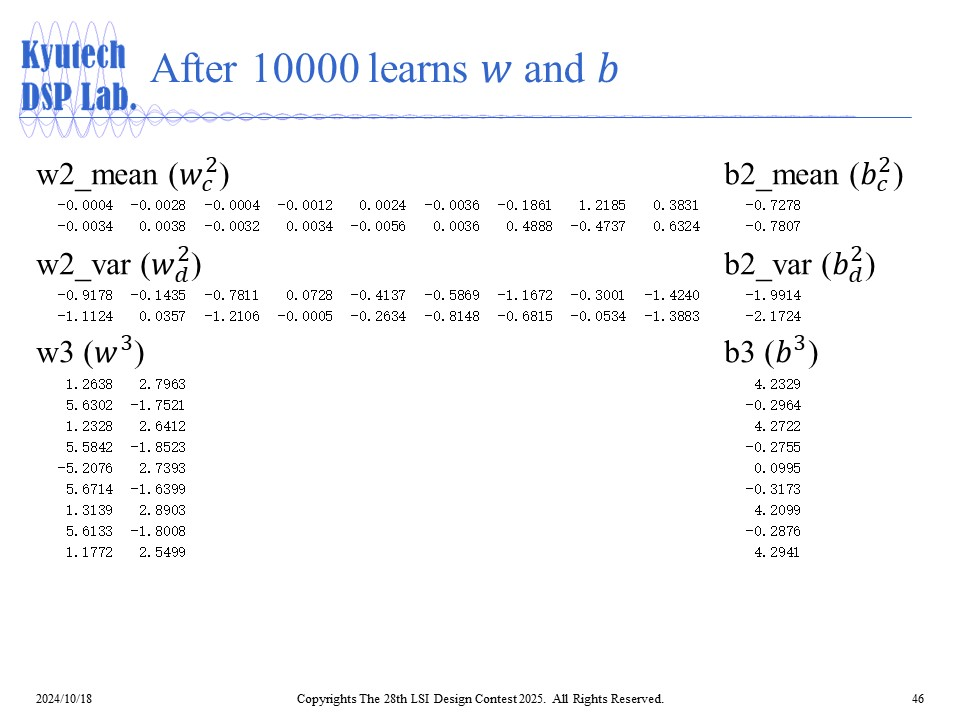 Kyutech
DSP Lab.
After 10000 learns w and b
w2_mean (w_c^2) b2_mean (b_c^2)
-0.0004 -0.0028 -0.0004 -0.0012 0.0024 -0.0036 -0.1861 1.2185 0.3831 -0.7278
-0.0034 0.0038 -0.0032 0.0034 -0.0056 0.0036 0.4888 -0.4737 0.6324 -0.7807
w2_var (w_d^2) b2_var (b_d^2)
-0.9178 -0.1435 -0.7811 0.0728 -0.4137 -0.5869 -1.1672 -0.3001 -1.4240 -1.9914
-1.1124 0.0357 -1.2106 -0.0005 -0.2634 -0.8148 -0.6815 -0.0534 -1.3883 -2.1724
w3 (w^3) b3 (b^3)
1.2638 2.7963 4.2329
5.6302 -1.7521 -0.2964
1.2328 2.6412 4.2722
5.5842 -1.8523 -0.2755
-5.2076 2.7393 0.0995
5.6714 -1.6399 -0.3173
1.3139 2.8903 4.2099
5.6133 -1.8008 -0.2876
1.1772 2.5499 4.2941
2024/10/18 Copyrights The 28th LSI Design Contest 2025. All Rights Reserved. 46